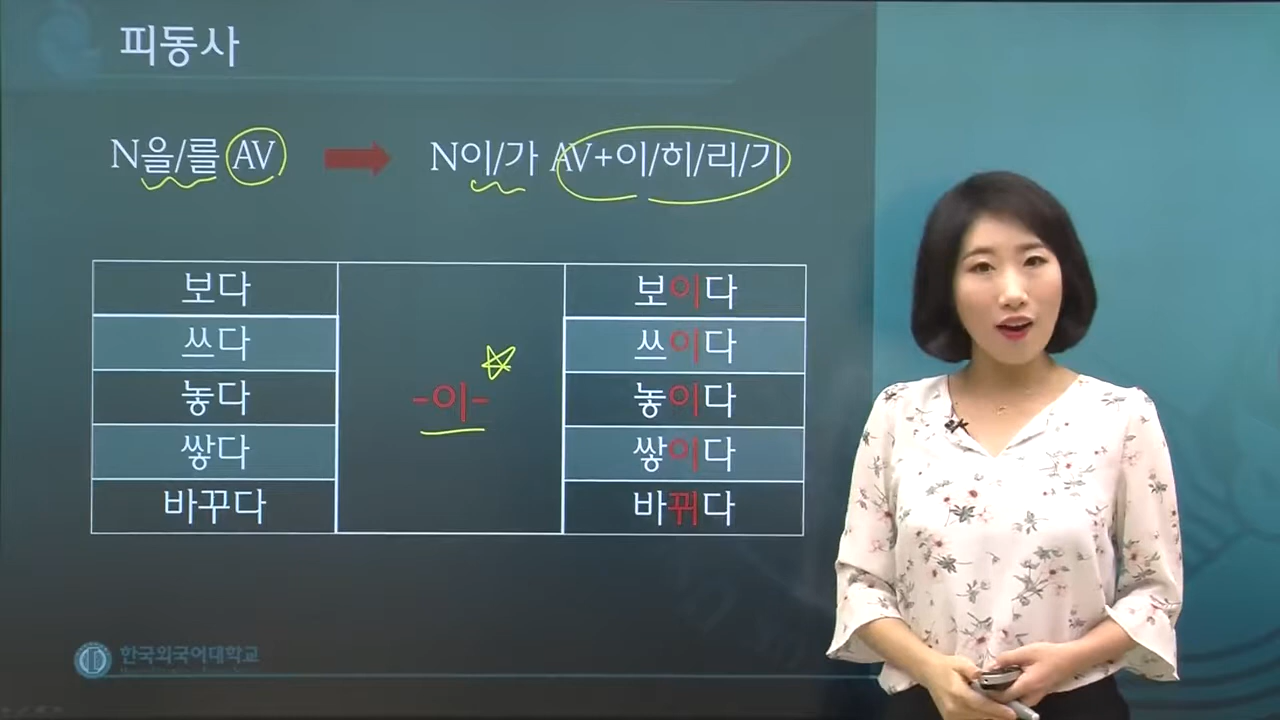 피동사
N을/를 AV
N이/가 AV+이/히/리/기
보다
보이다
쓰다
쓰이다
놓다
-이-
놓이다
쌓다
쌓이다
바꾸다
바뀌다
한국외국어대학교